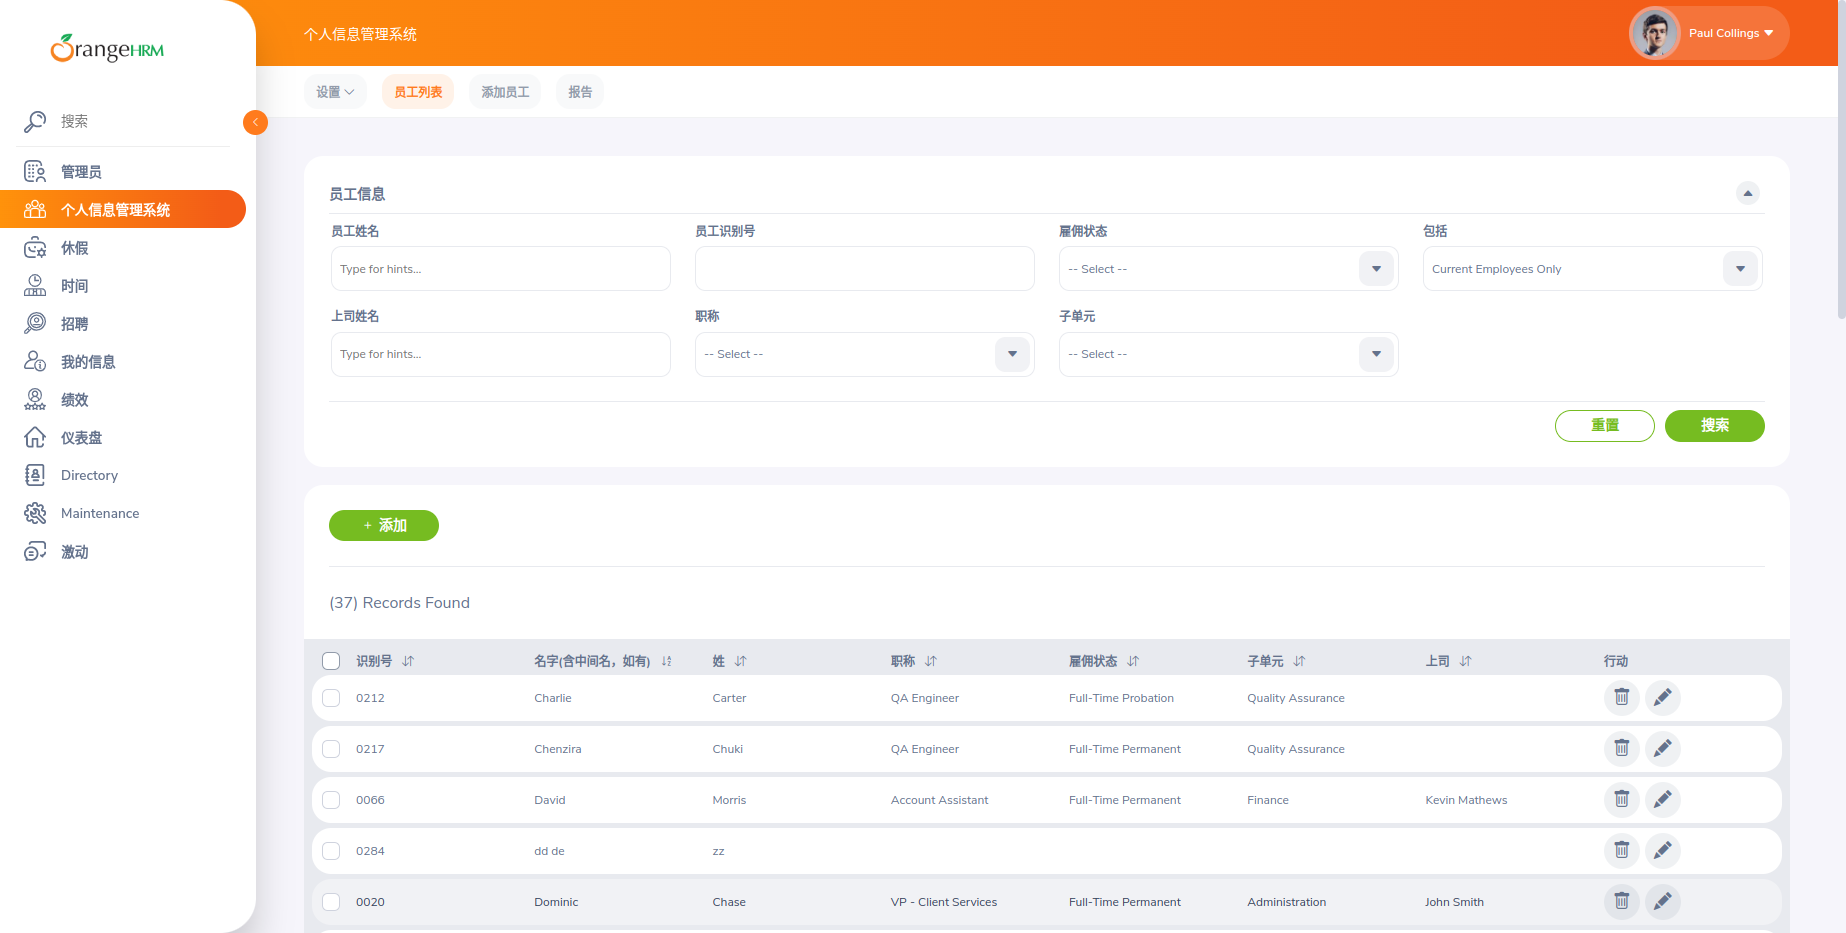 OrangeHRM
个人信息管理系统
Paul Collings
设置
员工列表
添加员工
报告
搜索
管理员
个人信息管理系统
休假
时间
招聘
我的信息
绩效
仪表盘
Directory
Maintenance
激动
员工信息
员工姓名
员工识别号
雇佣状态
包括
Type for hints...
-- Select --
Current Employees Only
上司姓名
职称
子单元
Type for hints...
-- Select --
-- Select --
重置
搜索
+ 添加
(37) Records Found
识别号 名字(含中间名，如有) 姓 职称 雇佣状态 子单元 上司 行动
0212 Charlie Carter QA Engineer Full-Time Probation Quality Assurance
0217 Chenzira Chuki QA Engineer Full-Time Permanent Quality Assurance
0066 David Morris Account Assistant Full-Time Permanent Finance Kevin Mathews
0284 dd de zz
0020 Dominic Chase VP - Client Services Full-Time Permanent Administration John Smith